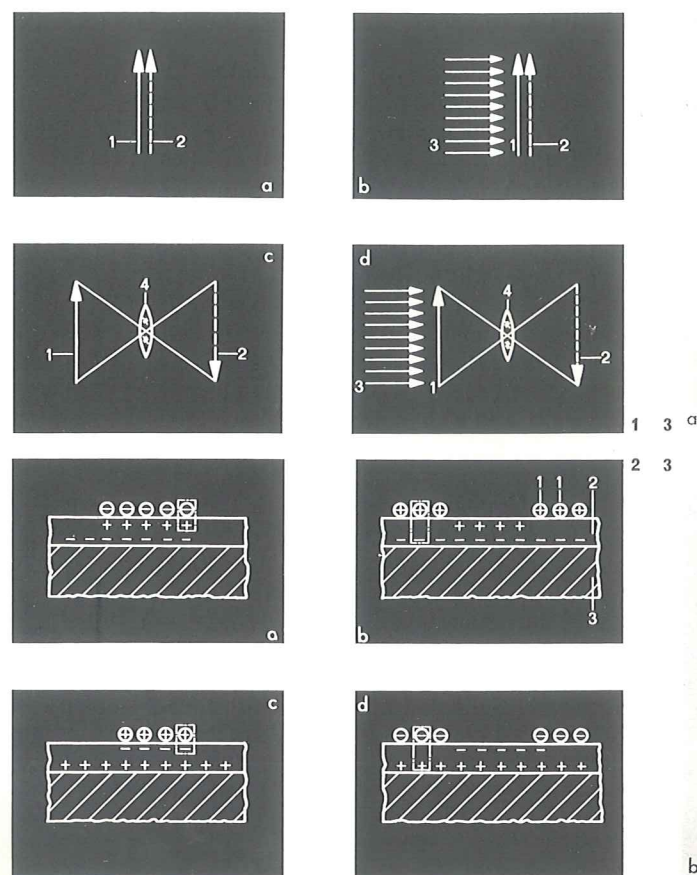 1 2
a
3 1 2
b
c
4
1 2
d
4
2
3 1
1 3 a
2 3
⊖ ⊖ ⊖ ⊖ ⊖
+ + + + +
− − − − − − −
a
1 1 2
⊕ ⊕ ⊕ ⊕ ⊕ ⊕
+ + + +
− − − − − − − − − −
3
b
c
⊕ ⊕ ⊕ ⊕
− − − −
+ + + + + + + + +
d
⊖ ⊖ ⊖ ⊖ ⊖ ⊖
− − − − −
+ + + + + + + + + +
b